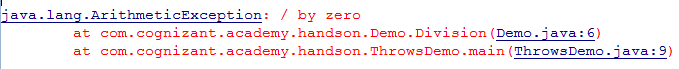 java.lang.ArithmeticException: / by zero
at com.cognizant.academy.handson.Demo.Division(Demo.java:6)
at com.cognizant.academy.handson.ThrowsDemo.main(ThrowsDemo.java:9)